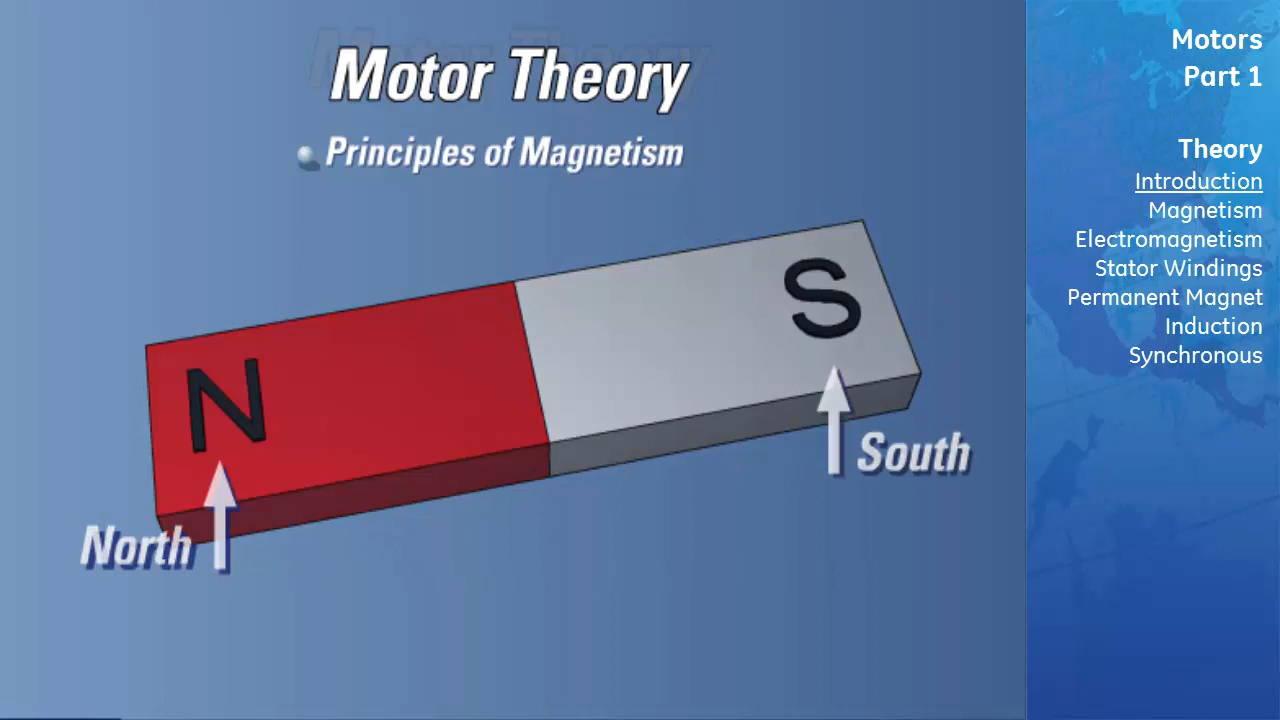 Motor Theory
Principles of Magnetism
N
S
North
South
Motors
Part 1
Theory
Introduction
Magnetism
Electromagnetism
Stator Windings
Permanent Magnet
Induction
Synchronous